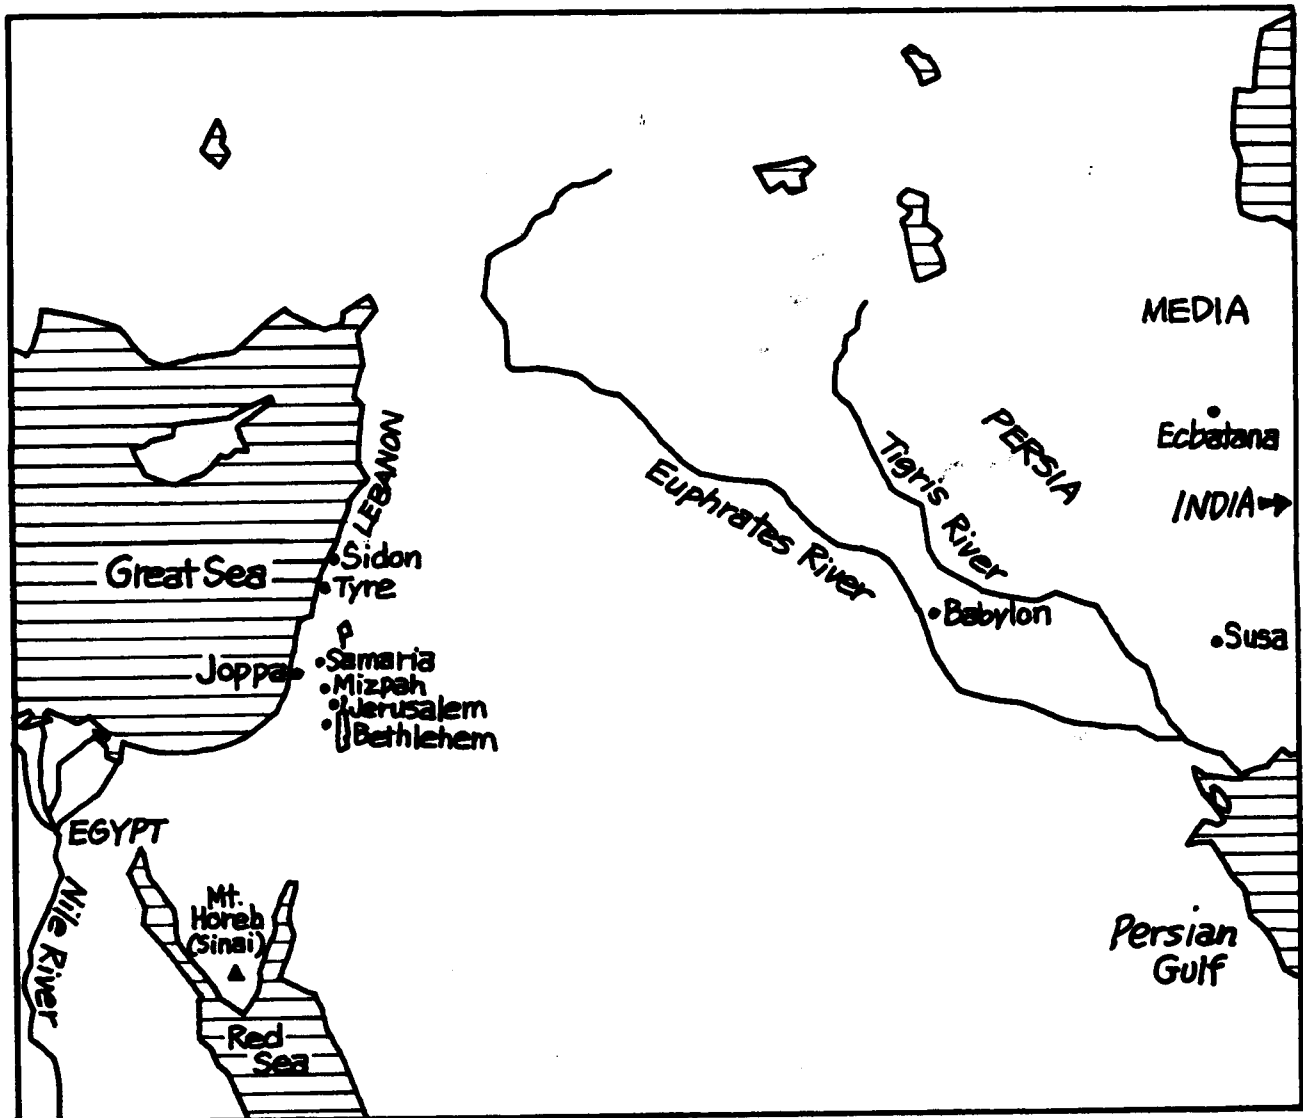 MEDIA
LEBANON
PERSIA
Ecbatana
Tigris River
Euphrates River
INDIA
Sidon
Great Sea
Tyre
Babylon
Susa
Samaria
Joppa
Mizpah
Jerusalem
Bethlehem
EGYPT
Nile River
Mt.
Horeb
(Sinai)
Persian
Gulf
Red
Sea